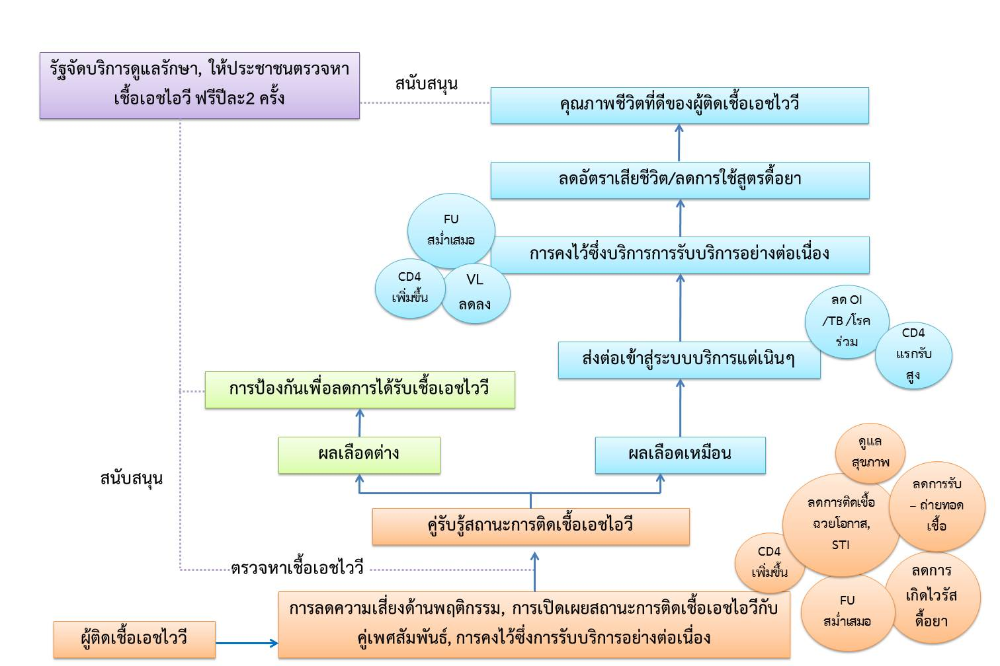 รัฐจัดบริการดูแลรักษา, ให้ประชาชนตรวจหา
เชื้อเอชไอวี ฟรีปีละ2 ครั้ง
สนับสนุน
คุณภาพชีวิตที่ดีของผู้ติดเชื้อเอชไววี
ลดอัตราเสียชีวิต/ลดการใช้สูตรดื้อยา
FU
สม่ำเสมอ
การคงไว้ซึ่งบริการการรับบริการอย่างต่อเนื่อง
CD4
เพิ่มขึ้น
VL
ลดลง
ลด OI
/TB /โรค
ร่วม
CD4
แรกรับ
สูง
ส่งต่อเข้าสู่ระบบบริการแต่เนินๆ
การป้องกันเพื่อลดการได้รับเชื้อเอชไววี
ผลเลือดต่าง
ผลเลือดเหมือน
สนับสนุน
ดูแล
สุขภาพ
ลดการรับ
– ถ่ายทอด
เชื้อ
ลดการติดเชื้อ
ฉวยโอกาส,
STI
คู่รับรู้สถานะการติดเชื้อเอชไอวี
CD4
เพิ่มขึ้น
ตรวจหาเชื้อเอชไววี
ลดการ
เกิดไวรัส
ดื้อยา
FU
สม่ำเสมอ
การลดความเสี่ยงด้านพฤติกรรม, การเปิดเผยสถานะการติดเชื้อเอชไอวีกับ
คู่เพศสัมพันธ์, การคงไว้ซึ่งการรับบริการอย่างต่อเนื่อง
ผู้ติดเชื้อเอชไววี